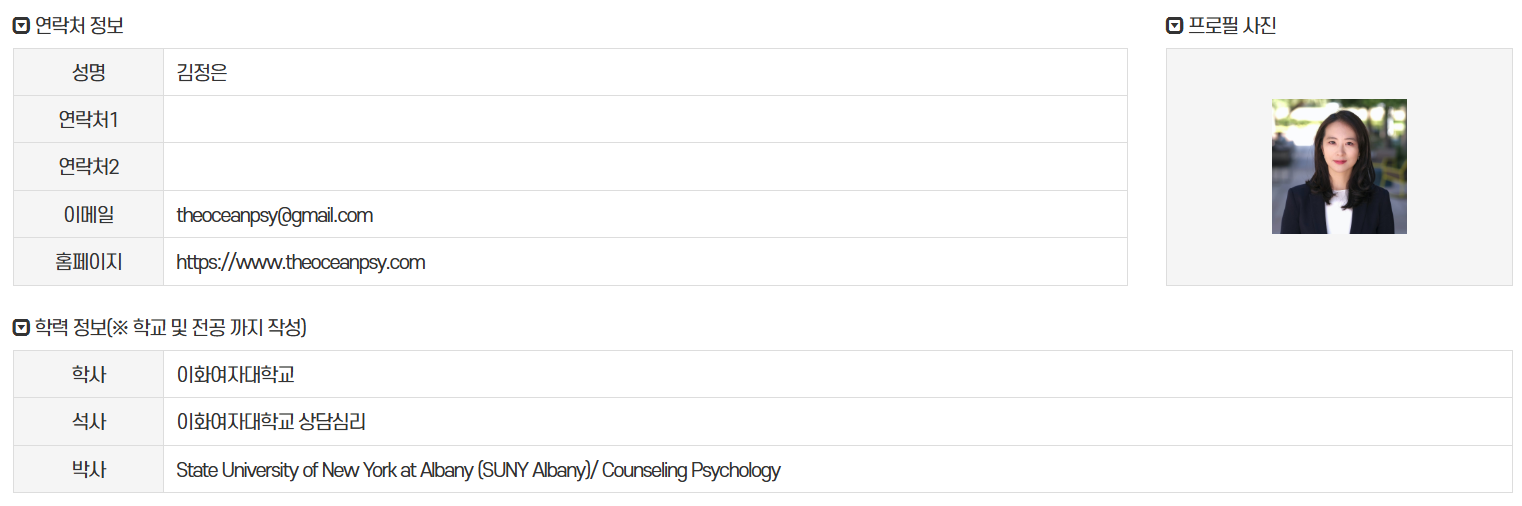 연락처 정보
프로필 사진
성명 김정은
연락처1
연락처2
이메일 theoceanpsy@gmail.com
홈페이지 https://www.theoceanpsy.com
학력 정보(※ 학교 및 전공 까지 작성)
학사 이화여자대학교
석사 이화여자대학교 상담심리
박사 State University of New York at Albany (SUNY Albany)/ Counseling Psychology